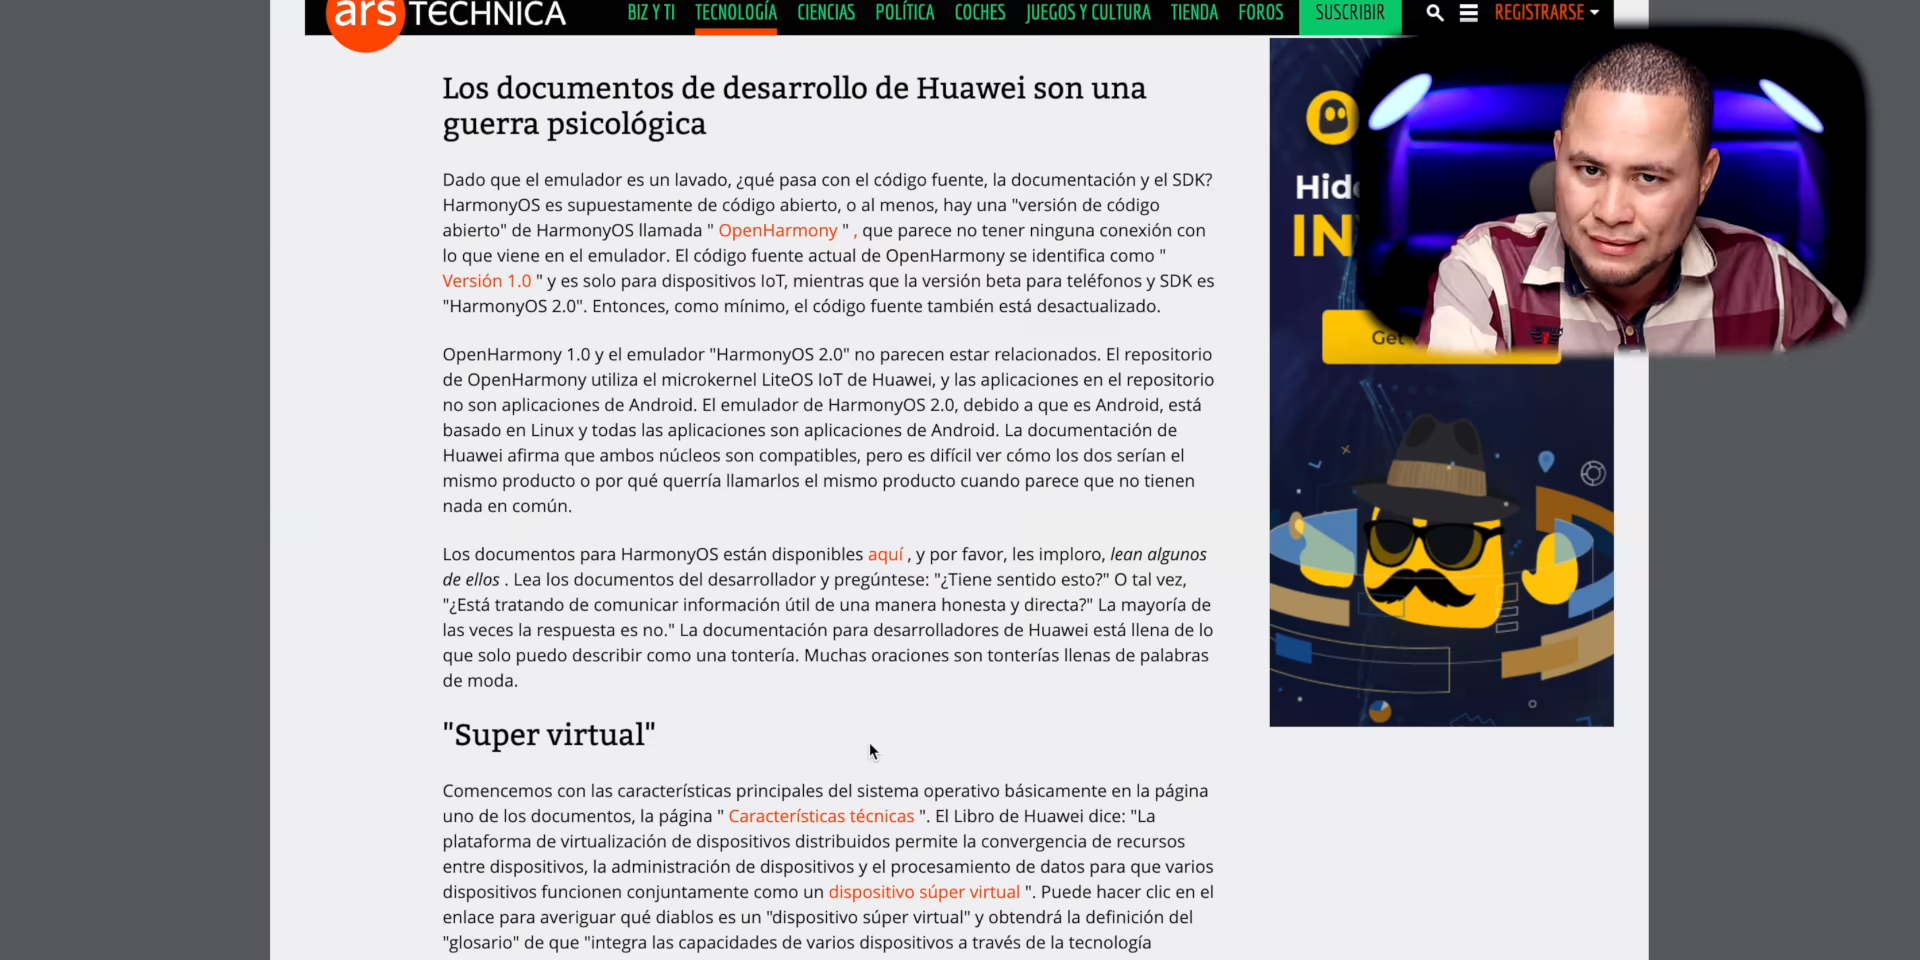 ars TECHNICA
BIZ Y TI TECNOLOGÍA CIENCIAS POLÍTICA COCHES JUEGOS Y CULTURA TIENDA FOROS SUSCRIBIR REGISTRARSE
Los documentos de desarrollo de Huawei son una
guerra psicológica
Dado que el emulador es un lavado, ¿qué pasa con el código fuente, la documentación y el SDK?
HarmonyOS es supuestamente de código abierto, o al menos, hay una "versión de código
abierto" de HarmonyOS llamada " OpenHarmony " , que parece no tener ninguna conexión con
lo que viene en el emulador. El código fuente actual de OpenHarmony se identifica como "
Versión 1.0 " y es solo para dispositivos IoT, mientras que la versión beta para teléfonos y SDK es
"HarmonyOS 2.0". Entonces, como mínimo, el código fuente también está desactualizado.
OpenHarmony 1.0 y el emulador "HarmonyOS 2.0" no parecen estar relacionados. El repositorio
de OpenHarmony utiliza el microkernel LiteOS IoT de Huawei, y las aplicaciones en el repositorio
no son aplicaciones de Android. El emulador de HarmonyOS 2.0, debido a que es Android, está
basado en Linux y todas las aplicaciones son aplicaciones de Android. La documentación de
Huawei afirma que ambos núcleos son compatibles, pero es difícil ver cómo los dos serían el
mismo producto o por qué querría llamarlos el mismo producto cuando parece que no tienen
nada en común.
Los documentos para HarmonyOS están disponibles aquí , y por favor, les imploro, lean algunos
de ellos . Lea los documentos del desarrollador y pregúntese: "¿Tiene sentido esto?" O tal vez,
"¿Está tratando de comunicar información útil de una manera honesta y directa?" La mayoría de
las veces la respuesta es no." La documentación para desarrolladores de Huawei está llena de lo
que solo puedo describir como una tontería. Muchas oraciones son tonterías llenas de palabras
de moda.
"Super virtual"
Comencemos con las características principales del sistema operativo básicamente en la página
uno de los documentos, la página " Características técnicas ". El Libro de Huawei dice: "La
plataforma de virtualización de dispositivos distribuidos permite la convergencia de recursos
entre dispositivos, la administración de dispositivos y el procesamiento de datos para que varios
dispositivos funcionen conjuntamente como un dispositivo súper virtual ". Puede hacer clic en el
enlace para averiguar qué diablos es un "dispositivo súper virtual" y obtendrá la definición del
"glosario" de que "integra las capacidades de varios dispositivos a través de la tecnología
Hide
IN
Get